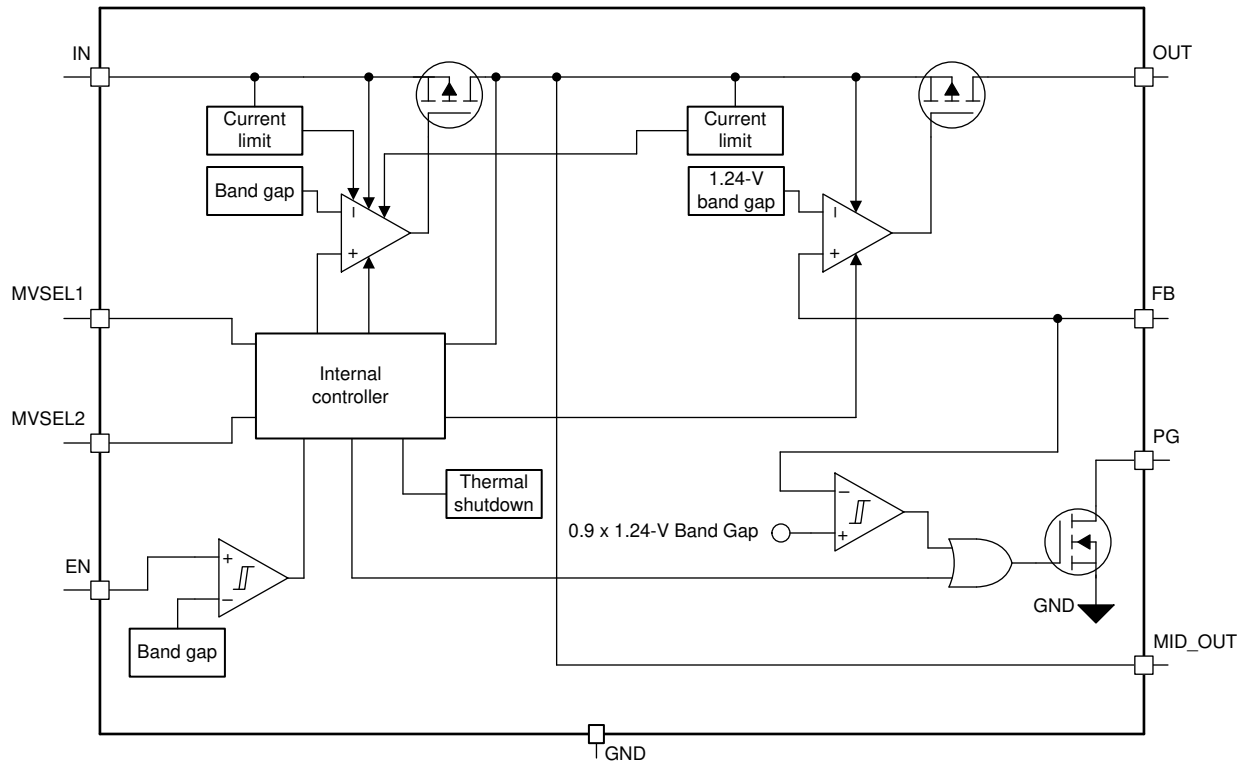 IN
OUT
Current
limit
Current
limit
Band gap
1.24-V
band gap
+
+
MVSEL1
FB
Internal
controller
MVSEL2
PG
Thermal
shutdown
−
0.9 x 1.24-V Band Gap
+
EN
+
−
GND
Band gap
MID_OUT
GND